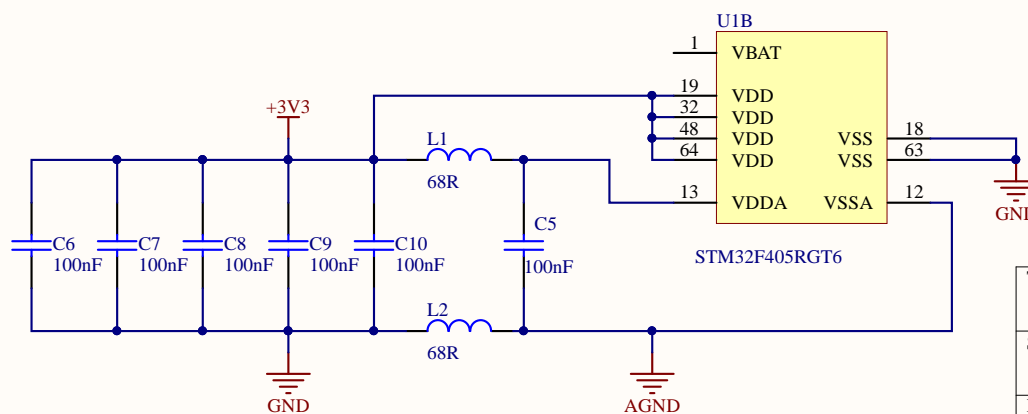 U1B
1 VBAT
19 VDD
32 VDD
48 VDD
64 VDD
13 VDDA
VSS 18
VSS 63
VSSA 12
STM32F405RGT6
+3V3
L1
68R
C6
100nF
C7
100nF
C8
100nF
C9
100nF
C10
100nF
C5
100nF
L2
68R
GND
AGND
GND